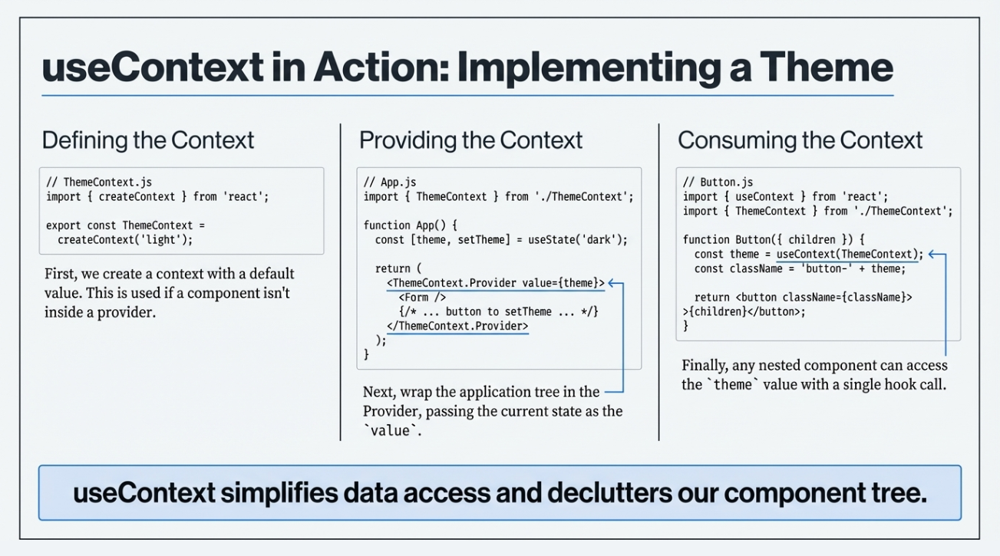 useContext in Action: Implementing a Theme
Defining the Context
// ThemeContext.js
import { createContext } from 'react';
export const ThemeContext =
createContext('light');
First, we create a context with a default
value. This is used if a component isn't
inside a provider.
Providing the Context
// App.js
import { ThemeContext } from './ThemeContext';
function App() {
const [theme, setTheme] = useState('dark');
return (
<ThemeContext.Provider value={theme}>
<Form />
{/* ... button to setTheme ... */}
</ThemeContext.Provider>
);
}
Next, wrap the application tree in the
Provider, passing the current state as the
`value`.
Consuming the Context
// Button.js
import { useContext } from 'react';
import { ThemeContext } from './ThemeContext';
function Button({ children }) {
const theme = useContext(ThemeContext);
const className = 'button-' + theme;
return <button className={className}>
>{children}</button>;
}
Finally, any nested component can access
the `theme` value with a single hook call.
useContext simplifies data access and declutters our component tree.